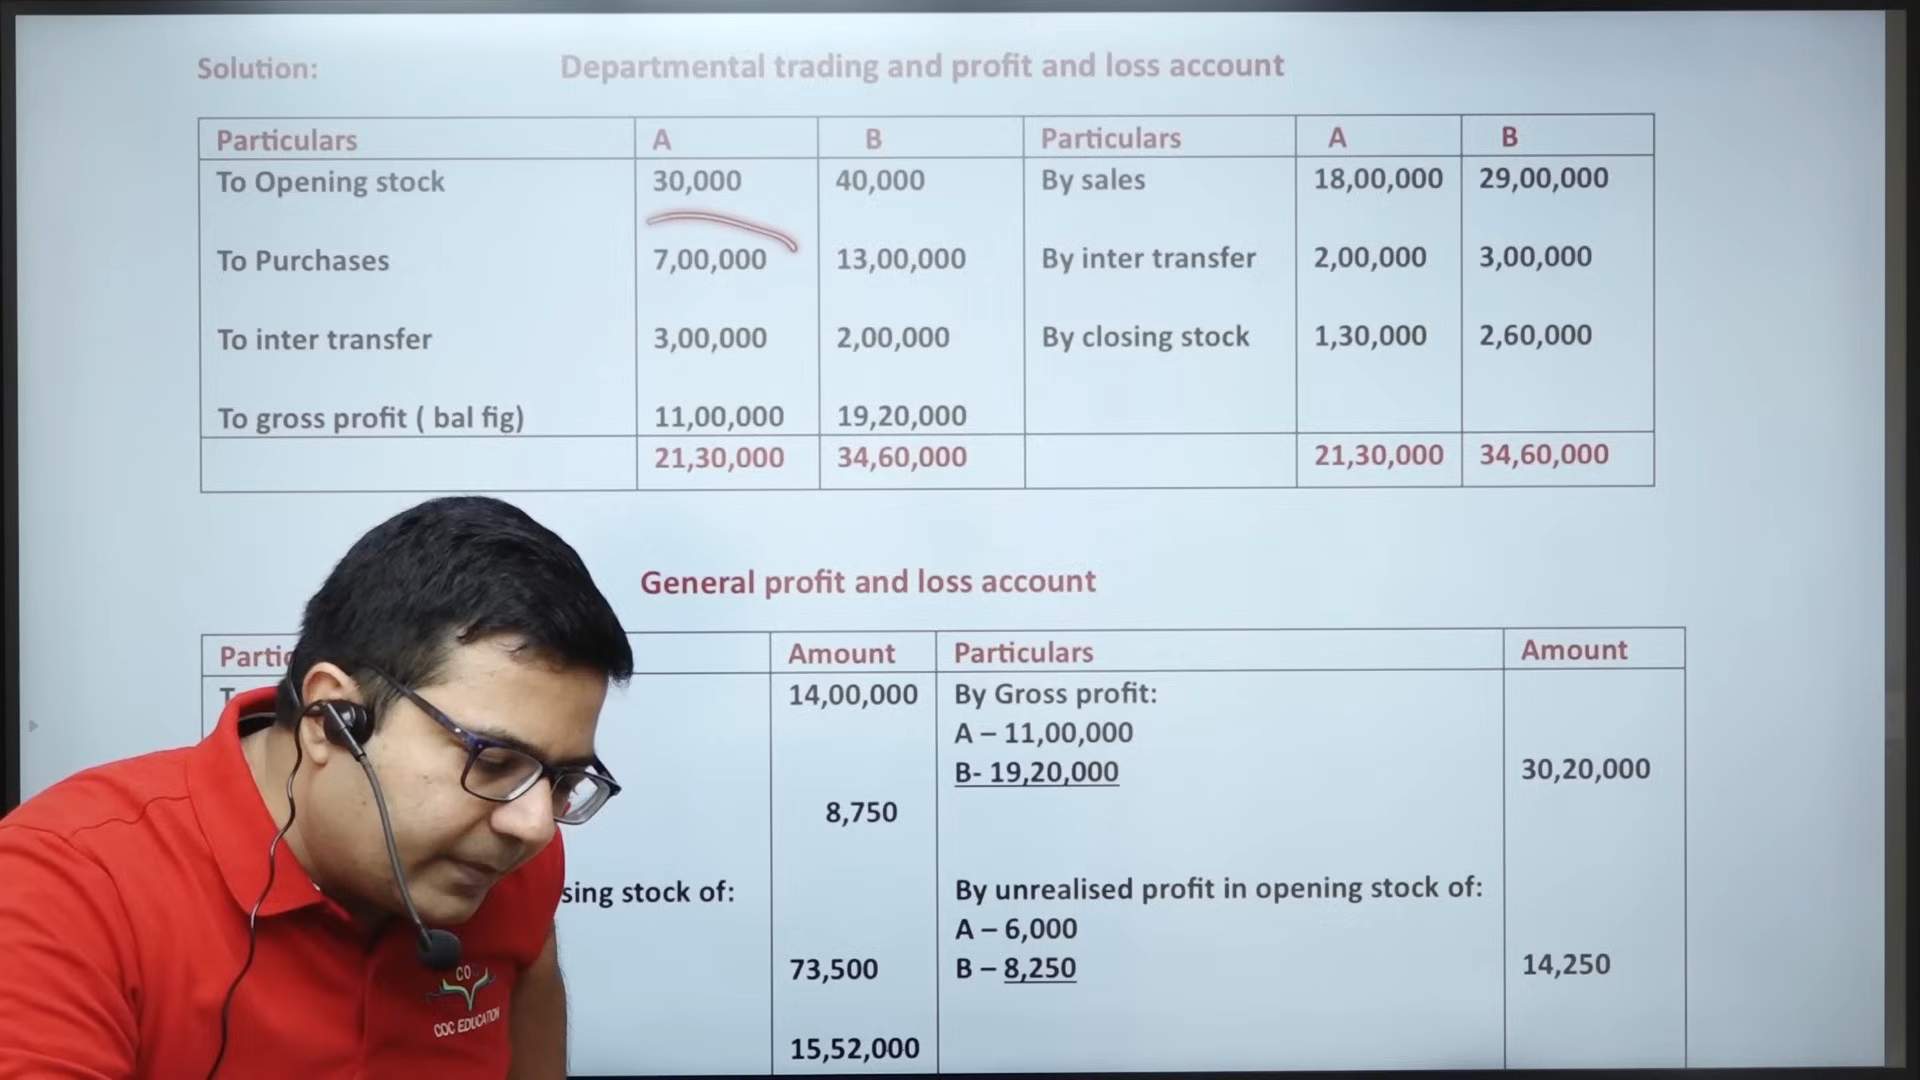 Solution: Departmental trading and profit and loss account
Particulars A B Particulars A B
To Opening stock 30,000 40,000 By sales 18,00,000 29,00,000
To Purchases 7,00,000 13,00,000 By inter transfer 2,00,000 3,00,000
To inter transfer 3,00,000 2,00,000 By closing stock 1,30,000 2,60,000
To gross profit ( bal fig) 11,00,000 19,20,000
21,30,000 34,60,000 21,30,000 34,60,000
General profit and loss account
Amount Particulars Amount
14,00,000 By Gross profit:
A – 11,00,000
B- 19,20,000 30,20,000
8,750
sing stock of: By unrealised profit in opening stock of:
A – 6,000
73,500 B – 8,250 14,250
15,52,000
CDC EDUCATION